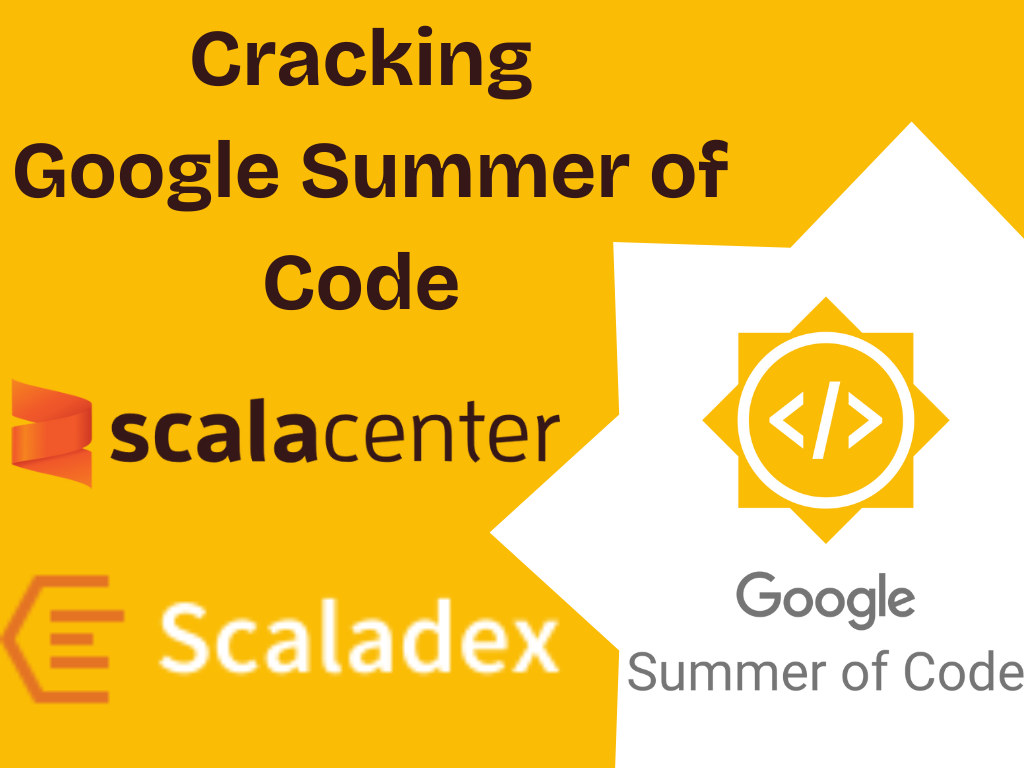 Cracking
Google Summer of
Code
scalacenter
Scaladex
</>
Google
Summer of Code